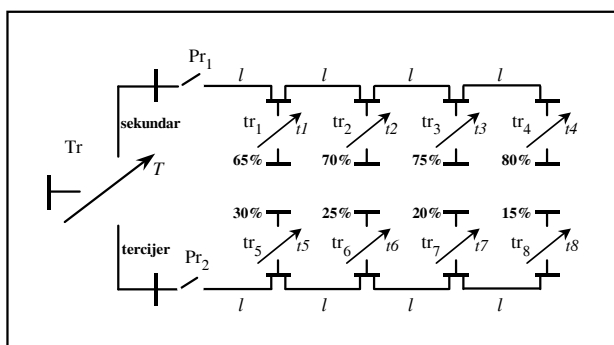 Pr1 l l l l
sekundar tr1 t1 tr2 t2 tr3 t3 tr4 t4
Tr
65% 70% 75% 80%
T
30% 25% 20% 15%
tercijer tr5 t5 tr6 t6 tr7 t7 tr8 t8
Pr2
l l l l